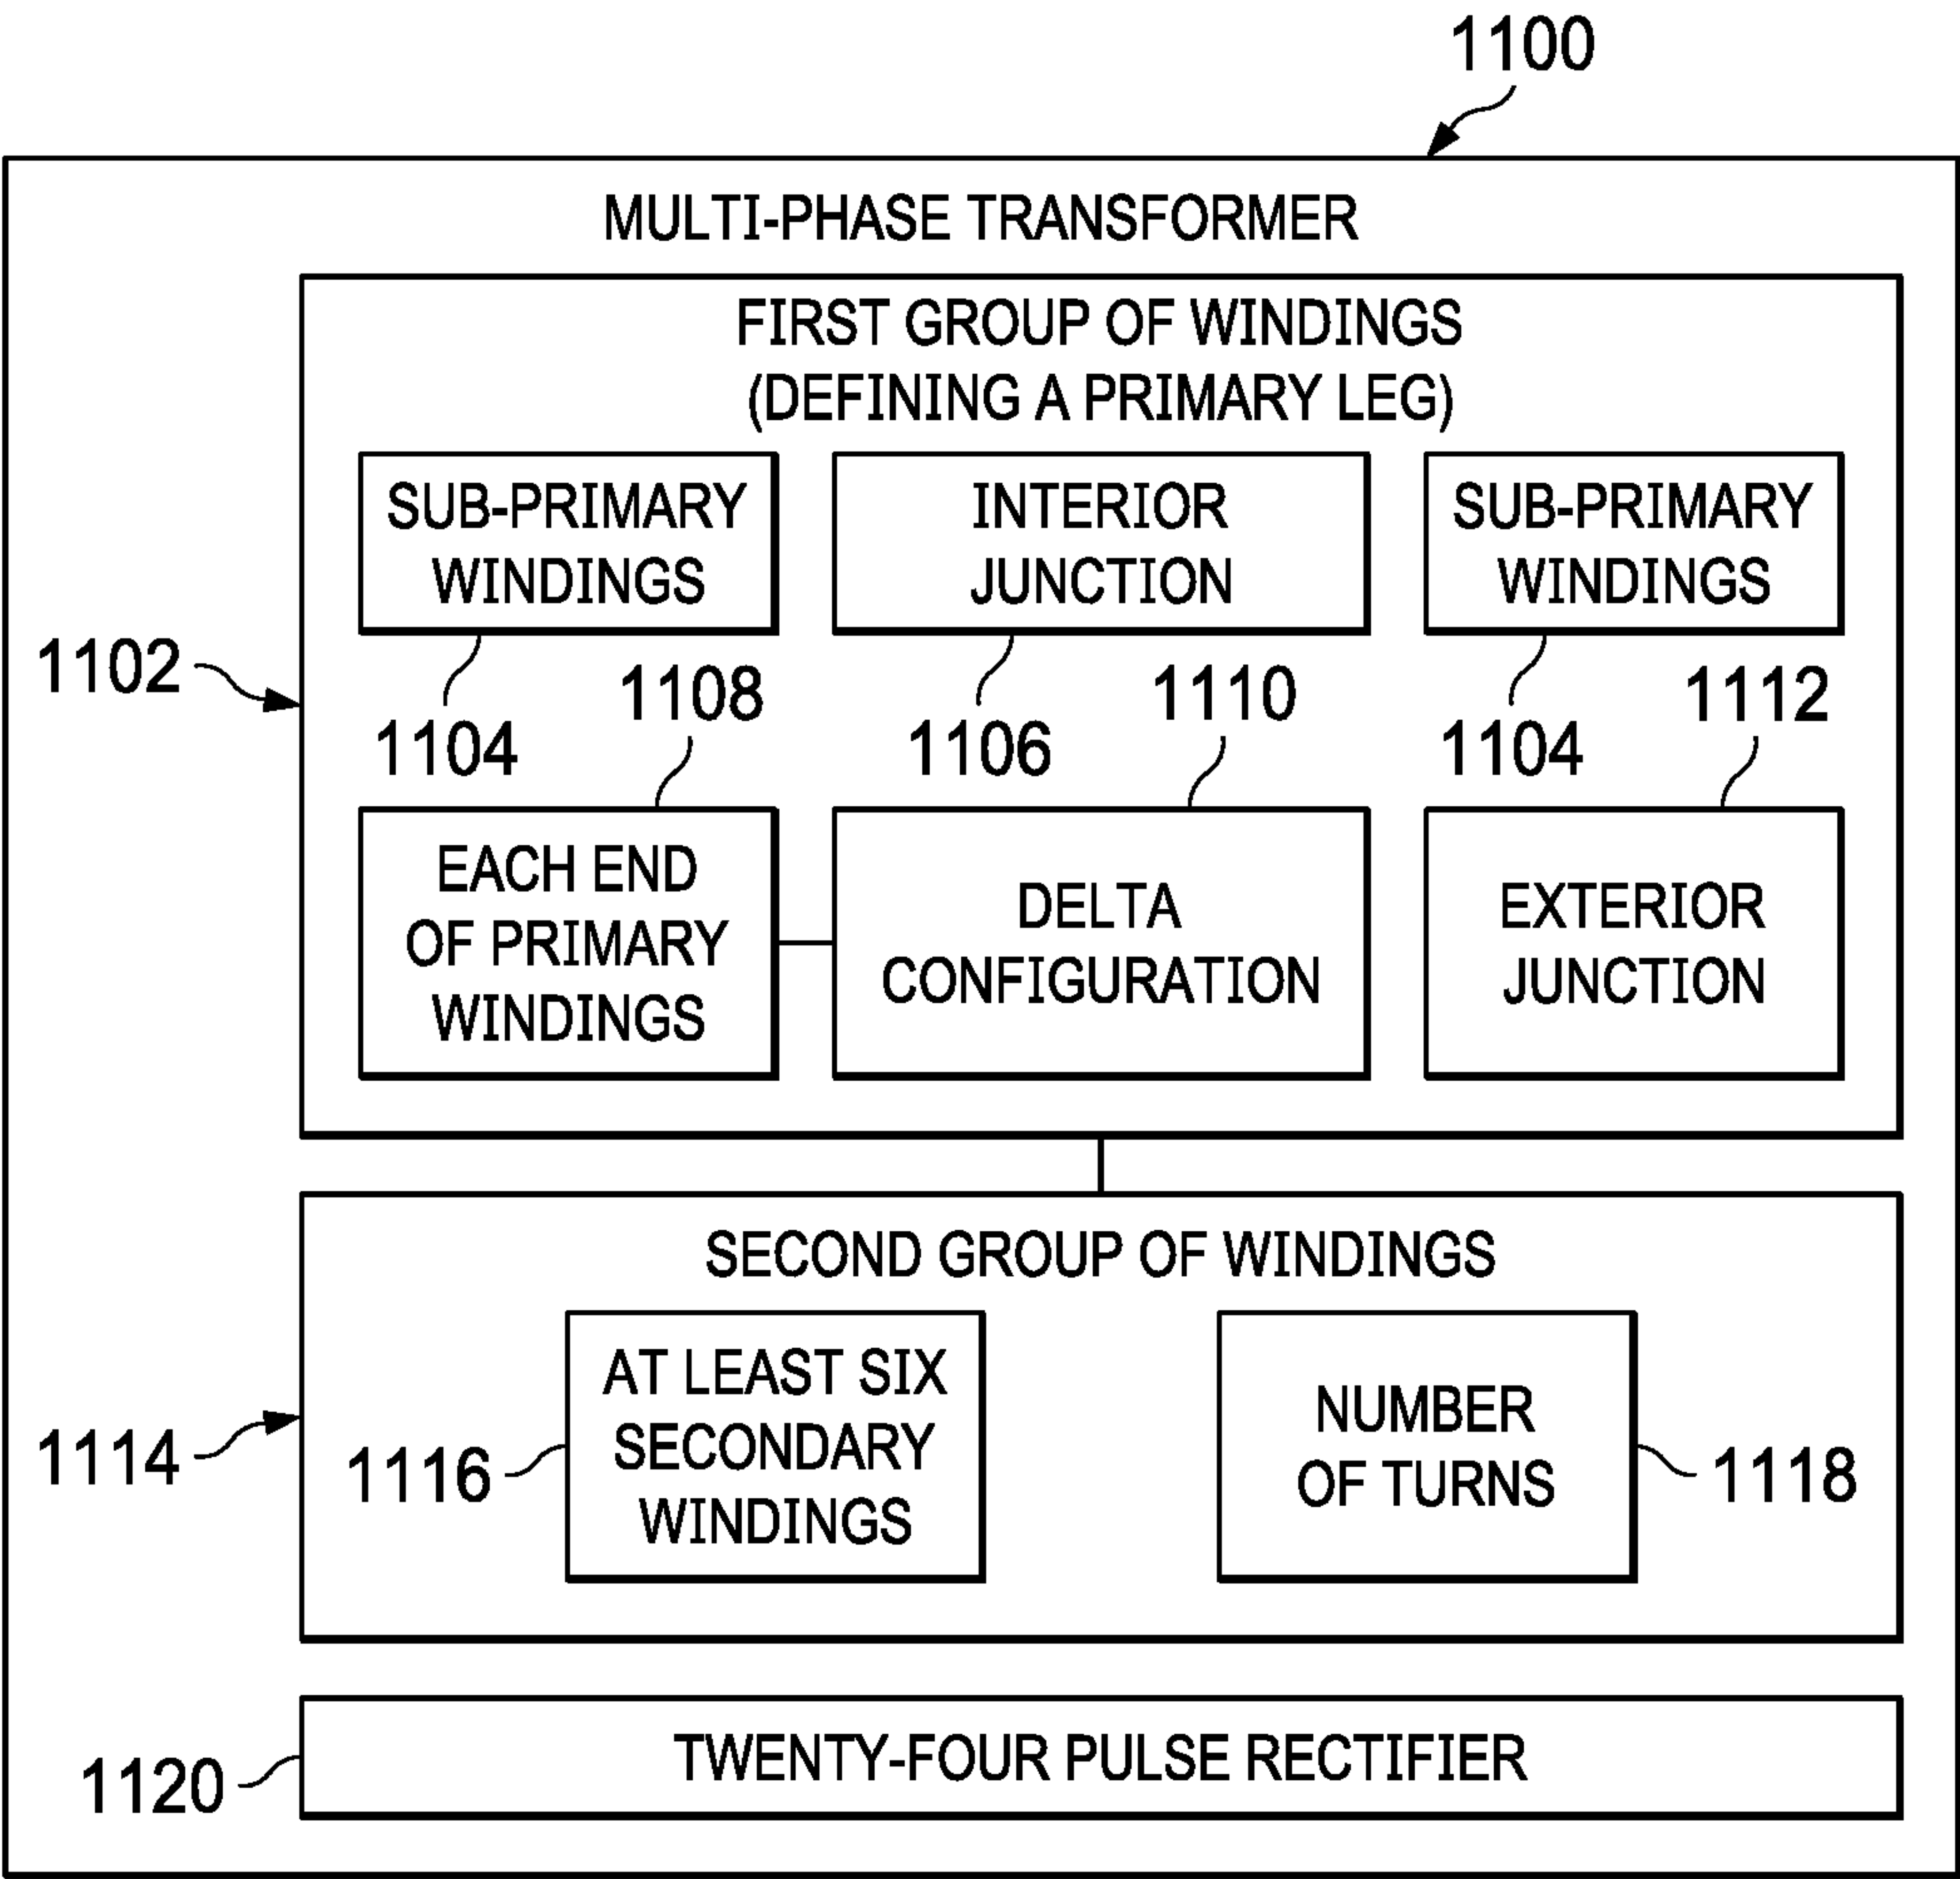 1100
MULTI-PHASE TRANSFORMER
FIRST GROUP OF WINDINGS
(DEFINING A PRIMARY LEG)
SUB-PRIMARY
WINDINGS
INTERIOR
JUNCTION
SUB-PRIMARY
WINDINGS
1102
1104
1108
1106
1110
1104
1112
EACH END
OF PRIMARY
WINDINGS
DELTA
CONFIGURATION
EXTERIOR
JUNCTION
SECOND GROUP OF WINDINGS
1114
1116
AT LEAST SIX
SECONDARY
WINDINGS
NUMBER
OF TURNS
1118
TWENTY-FOUR PULSE RECTIFIER
1120